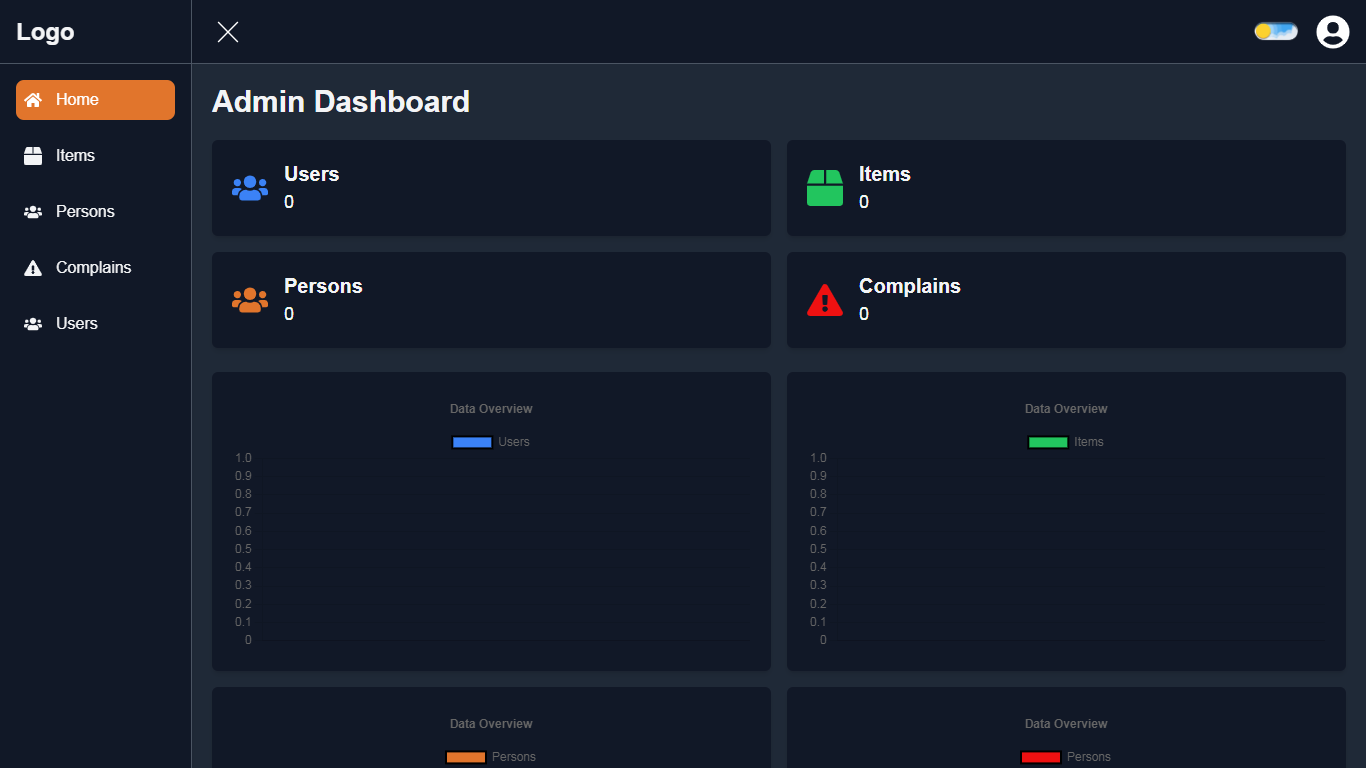 Logo
Home
Items
Persons
Complains
Users
Admin Dashboard
Users
0
Items
0
Persons
0
Complains
0
Data Overview
Users
1.0
0.9
0.8
0.7
0.6
0.5
0.4
0.3
0.2
0.1
0
Data Overview
Items
1.0
0.9
0.8
0.7
0.6
0.5
0.4
0.3
0.2
0.1
0
Data Overview
Persons
Data Overview
Persons